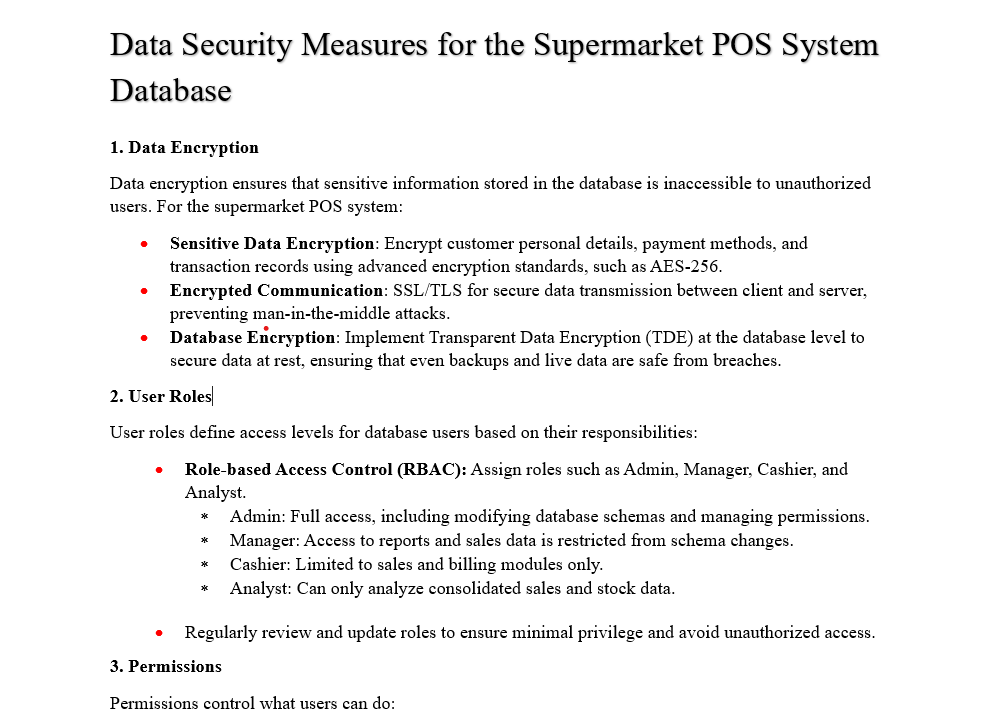 Data Security Measures for the Supermarket POS System
Database
1. Data Encryption
Data encryption ensures that sensitive information stored in the database is inaccessible to unauthorized
users. For the supermarket POS system:
• Sensitive Data Encryption: Encrypt customer personal details, payment methods, and
transaction records using advanced encryption standards, such as AES-256.
• Encrypted Communication: SSL/TLS for secure data transmission between client and server,
preventing man-in-the-middle attacks.
• Database Encryption: Implement Transparent Data Encryption (TDE) at the database level to
secure data at rest, ensuring that even backups and live data are safe from breaches.
2. User Roles
User roles define access levels for database users based on their responsibilities:
• Role-based Access Control (RBAC): Assign roles such as Admin, Manager, Cashier, and
Analyst.
* Admin: Full access, including modifying database schemas and managing permissions.
* Manager: Access to reports and sales data is restricted from schema changes.
* Cashier: Limited to sales and billing modules only.
* Analyst: Can only analyze consolidated sales and stock data.
• Regularly review and update roles to ensure minimal privilege and avoid unauthorized access.
3. Permissions
Permissions control what users can do: